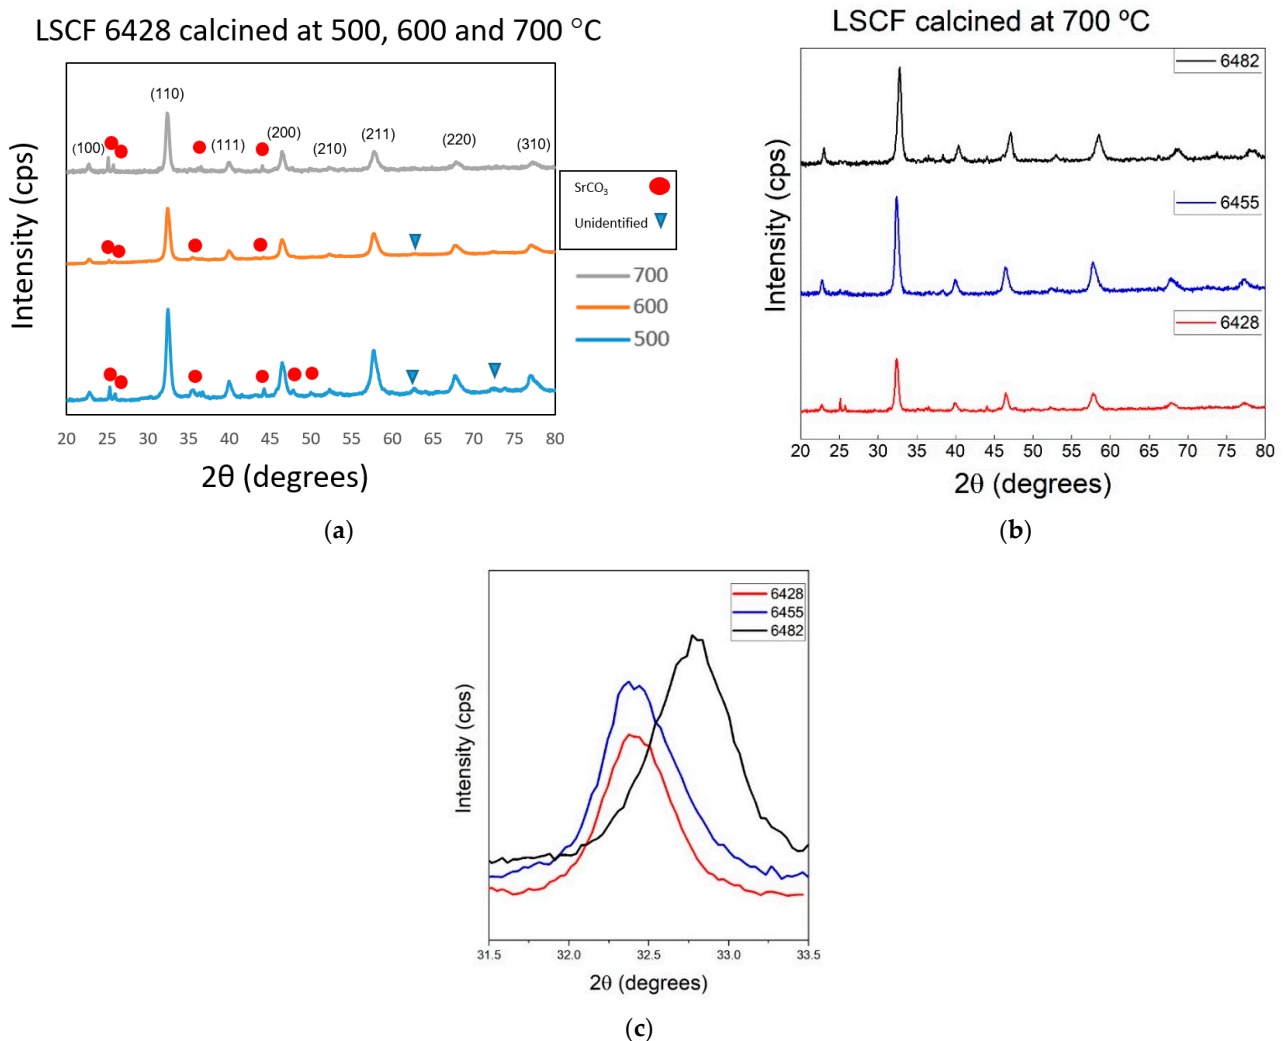 LSCF 6428 calcined at 500, 600 and 700 °C
Intensity (cps)
(100)
(110)
(111)
(200)
(210)
(211)
(220)
(310)
SrCO3
Unidentified
700
600
500
20 25 30 35 40 45 50 55 60 65 70 75 80
2θ (degrees)
(a)
LSCF calcined at 700 ºC
Intensity (cps)
6482
6455
6428
20 25 30 35 40 45 50 55 60 65 70 75 80
2θ (degrees)
(b)
Intensity (cps)
6428
6455
6482
31.5 32.0 32.5 33.0 33.5
2θ (degrees)
(c)